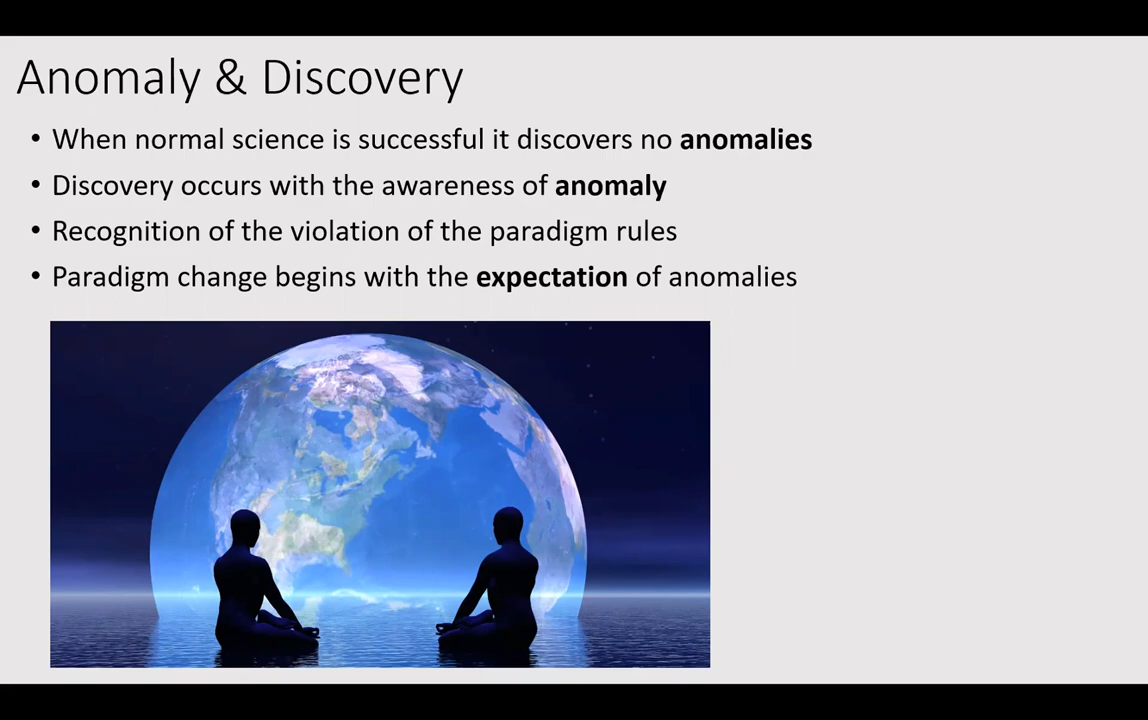 Anomaly & Discovery
• When normal science is successful it discovers no anomalies
• Discovery occurs with the awareness of anomaly
• Recognition of the violation of the paradigm rules
• Paradigm change begins with the expectation of anomalies